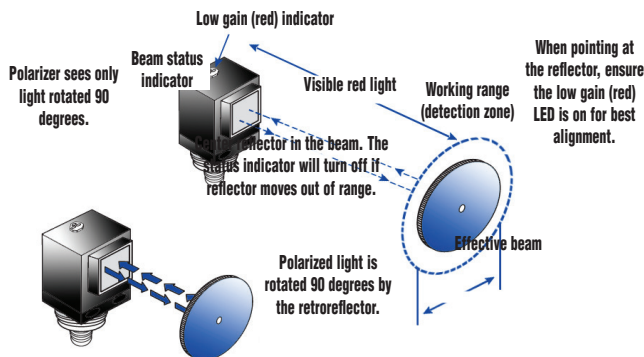 Low gain (red) indicator
Beam status
indicator
Polarizer sees only
light rotated 90
degrees.
Visible red light
Working range
(detection zone)
When pointing at
the reflector, ensure
the low gain (red)
LED is on for best
alignment.
reflector in the beam. The
status indicator will turn off if
reflector moves out of range.
Effective beam
Polarized light is
rotated 90 degrees by
the retroreflector.